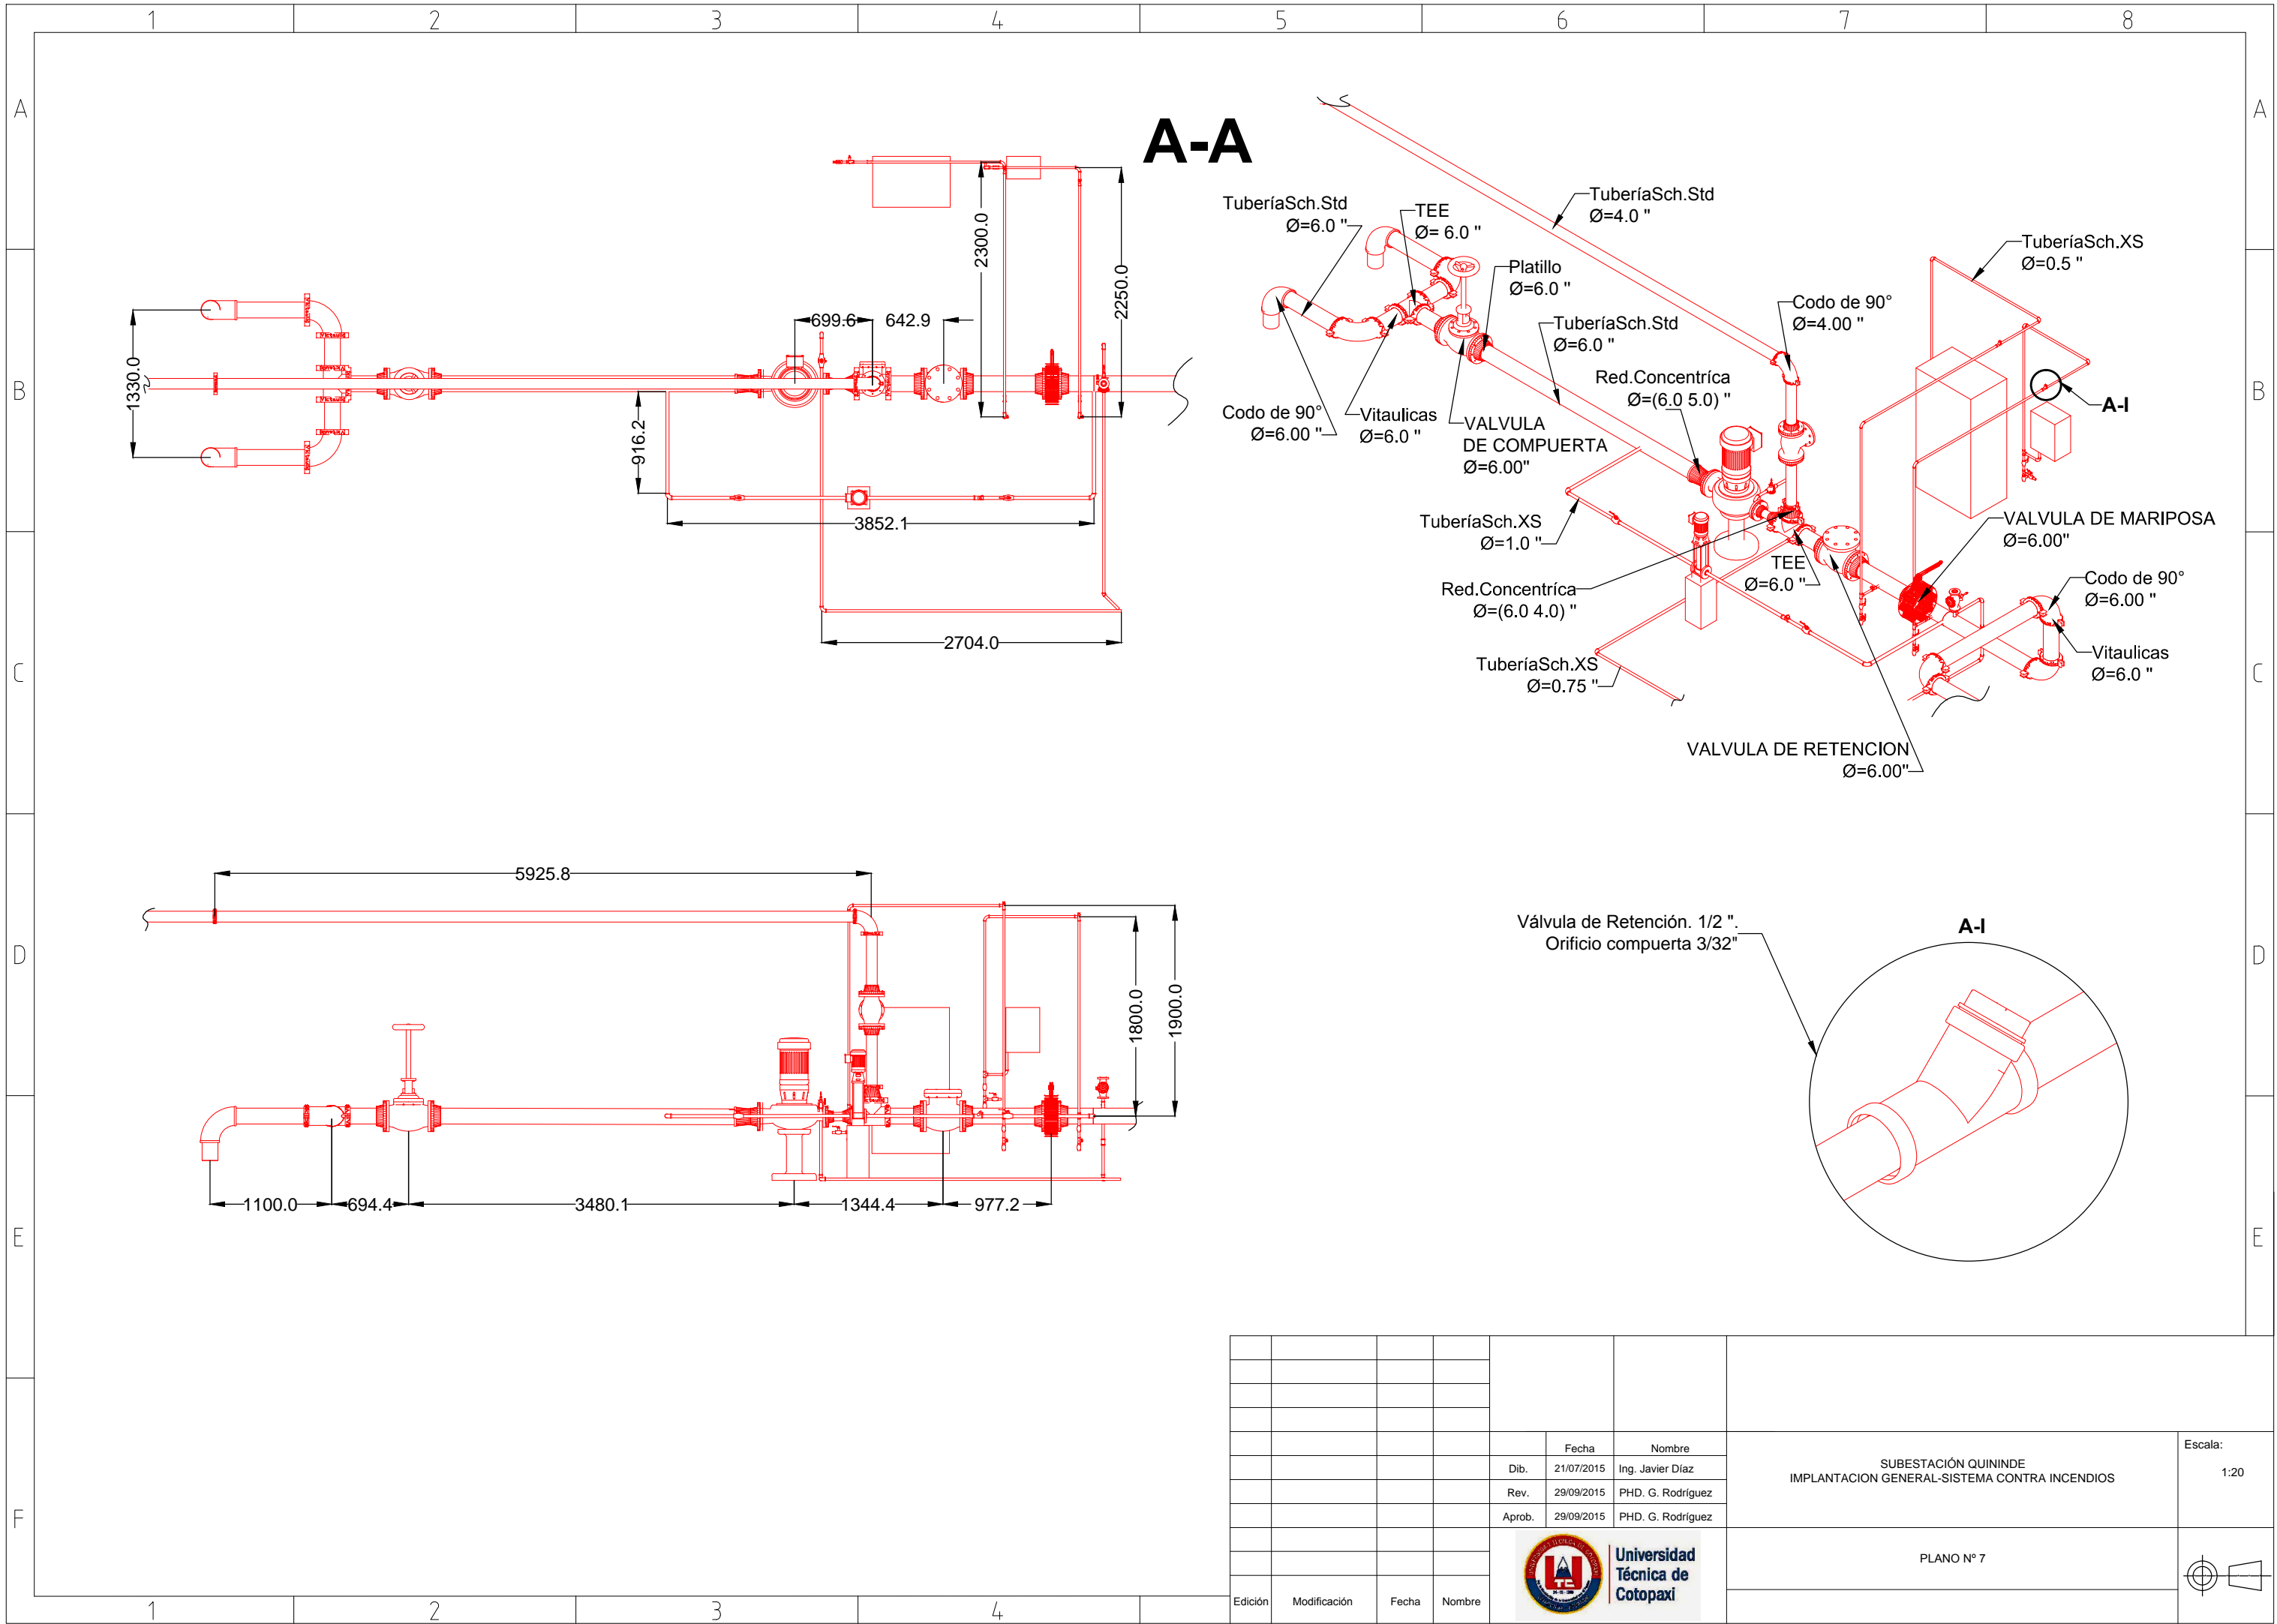 1 2 3 4 5 6 7 8
A A
B B
C C
D D
E E
F
1 2 3 4
A-A
2300.0
2250.0
1330.0
699.6
642.9
916.2
3852.1
2704.0
TuberíaSch.Std
Ø=6.0 "
TEE
Ø= 6.0 "
TuberíaSch.Std
Ø=4.0 "
Platillo
Ø=6.0 "
TuberíaSch.XS
Ø=0.5 "
TuberíaSch.Std
Ø=6.0 "
Codo de 90°
Ø=4.00 "
Red.Concentríca
Ø=(6.0 5.0) "
Codo de 90°
Ø=6.00 "
Vitaulicas
Ø=6.0 "
VALVULA
DE COMPUERTA
Ø=6.00"
A-I
TuberíaSch.XS
Ø=1.0 "
VALVULA DE MARIPOSA
Ø=6.00"
TEE
Ø=6.0 "
Red.Concentríca
Ø=(6.0 4.0) "
Codo de 90°
Ø=6.00 "
TuberíaSch.XS
Ø=0.75 "
Vitaulicas
Ø=6.0 "
VALVULA DE RETENCION
Ø=6.00"
5925.8
1800.0
1900.0
1100.0
694.4
3480.1
1344.4
977.2
Válvula de Retención. 1/2 ".
Orificio compuerta 3/32"
A-I
Fecha Nombre
Dib. 21/07/2015 Ing. Javier Díaz
Rev. 29/09/2015 PHD. G. Rodríguez
Aprob. 29/09/2015 PHD. G. Rodríguez
SUBESTACIÓN QUININDE
IMPLANTACION GENERAL-SISTEMA CONTRA INCENDIOS
Escala:
1:20
PLANO Nº 7
Edición Modificación Fecha Nombre
UTC
Universidad
Técnica de
Cotopaxi